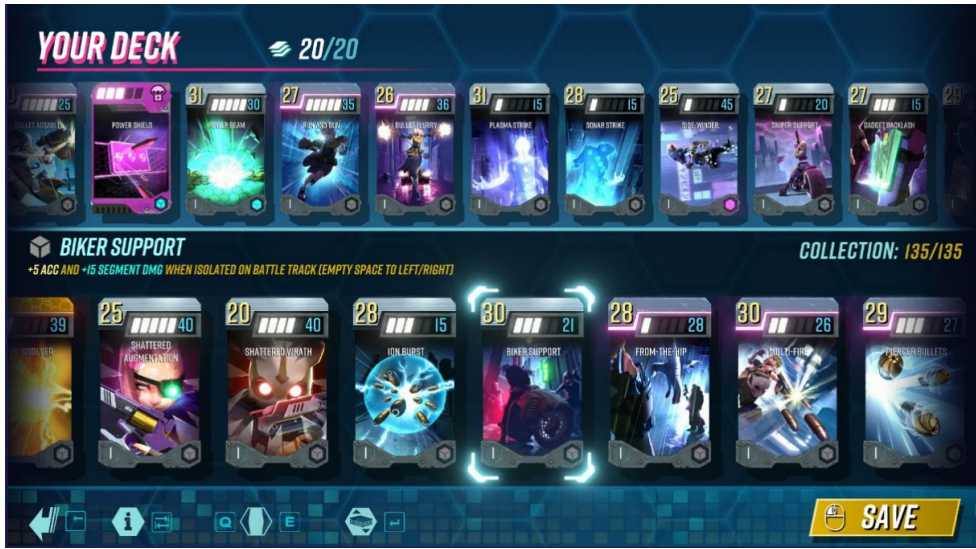 YOUR DECK
20/20
25
POWER SHIELD
31 30
POWER BEAM
27 35
RUN AND GUN
26 36
BULLET FLURRY
31 15
PLASMA STRIKE
28 15
SONAR STRIKE
25 45
SIDE-WINDER
27 20
SNIPER SUPPORT
27 15
GADGET BACKLASH
29
BIKER SUPPORT
+5 ACC AND +15 SEGMENT DMG WHEN ISOLATED ON BATTLE TRACK (EMPTY SPACE TO LEFT/RIGHT)
COLLECTION: 135/135
39
25 40
SHATTERED
AUGMENTATION
20 40
SHATTERED WRATH
28 15
ION BURST
30 21
BIKER SUPPORT
28 28
FROM-THE-HIP
30 26
MULTI-FIRE
29 27
PIERCER BULLETS
i
Q
E
SAVE